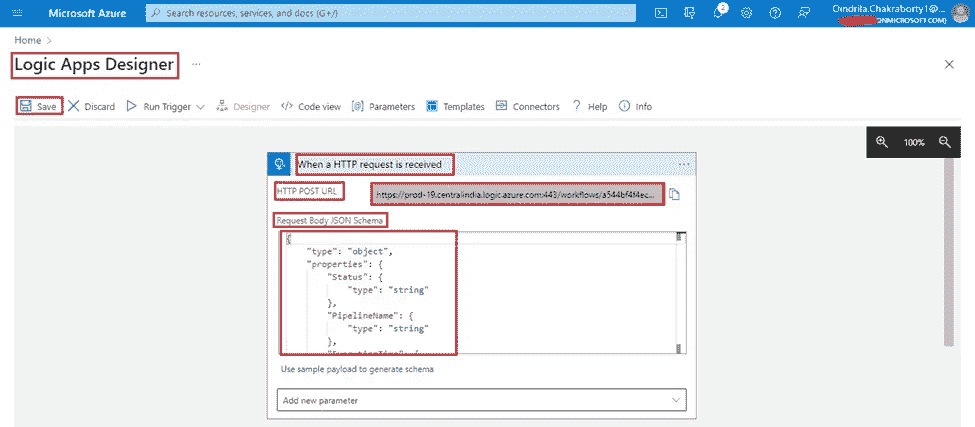 Microsoft Azure
Search resources, services, and docs (G+/)
2
Oindrila.Chakraborty1@...
ONMICROSOFT.COM)
Home >
Logic Apps Designer ...
Save Discard Run Trigger Designer Code view Parameters Templates Connectors Help Info
100%
When a HTTP request is received ...
HTTP POST URL https://prod-19.centralindia.logic.azure.com:443/workflows/a544bf4f4ec...
Request Body JSON Schema
{
"type": "object",
"properties": {
"Status": {
"type": "string"
},
"PipelineName": {
"type": "string"
},
Use sample payload to generate schema
Add new parameter